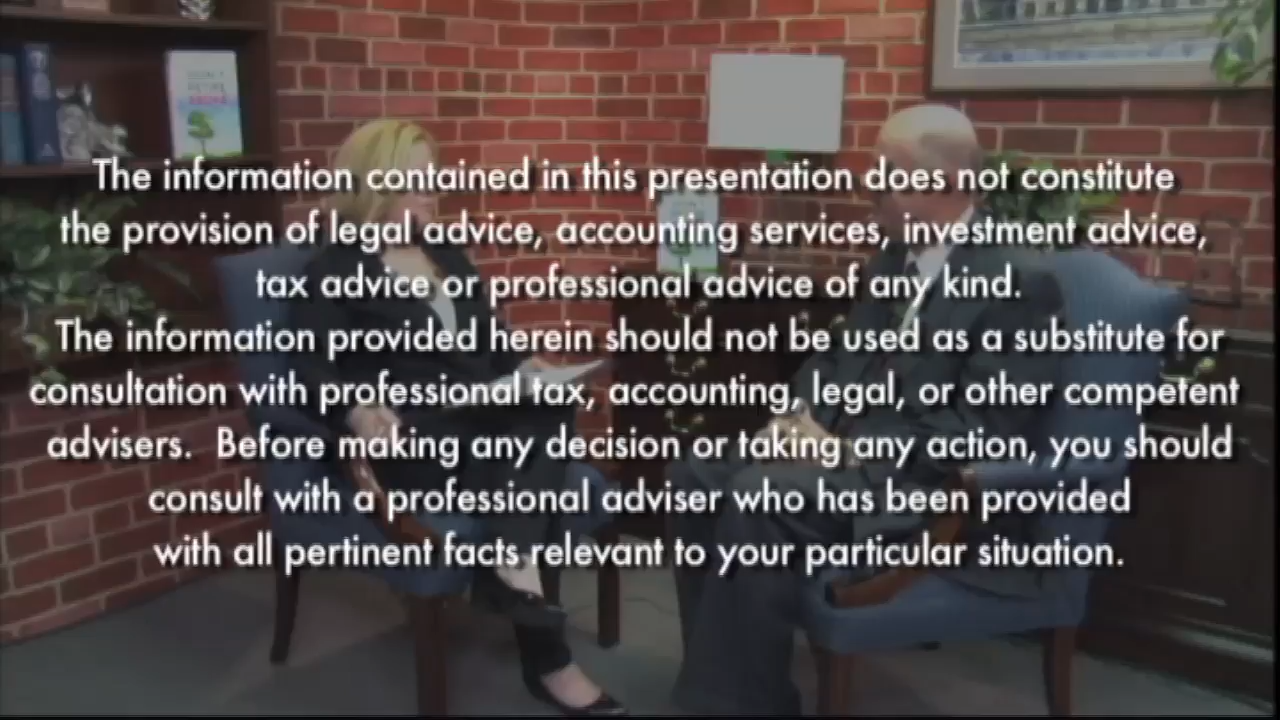 The information contained in this presentation does not constitute
the provision of legal advice, accounting services, investment advice,
tax advice or professional advice of any kind.
The information provided herein should not be used as a substitute for
consultation with professional tax, accounting, legal, or other competent
advisers.  Before making any decision or taking any action, you should
consult with a professional adviser who has been provided
with all pertinent facts relevant to your particular situation.